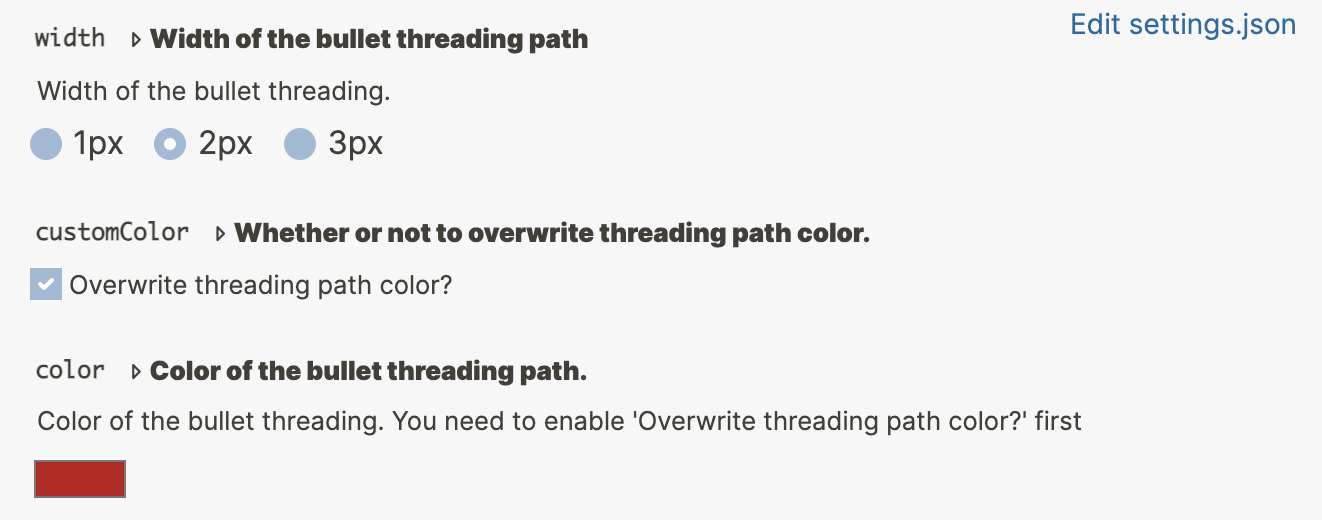 width ▹ Width of the bullet threading path
Edit settings.json
Width of the bullet threading.
1px 2px 3px
customColor ▹ Whether or not to overwrite threading path color.
Overwrite threading path color?
color ▹ Color of the bullet threading path.
Color of the bullet threading. You need to enable 'Overwrite threading path color?' first